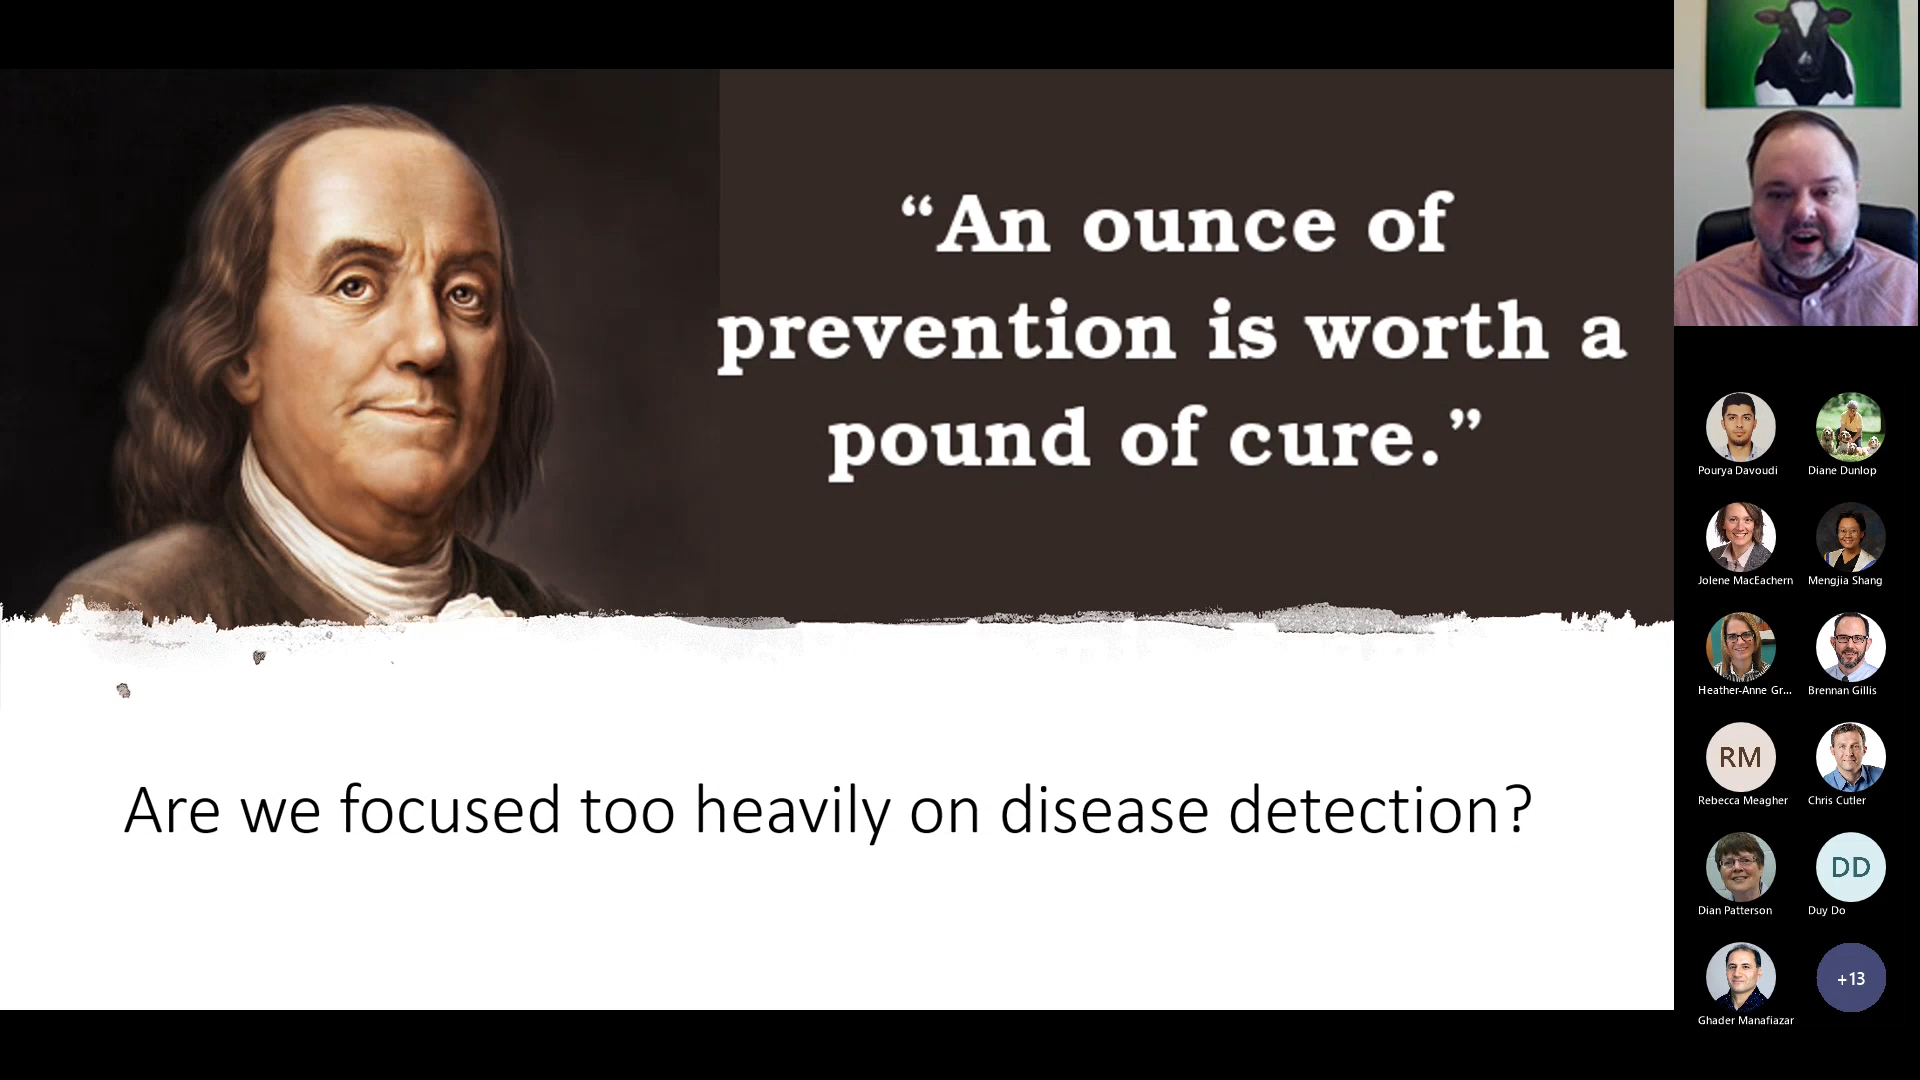 “An ounce of
prevention is worth a
pound of cure.”
Are we focused too heavily on disease detection?
Pourya Davoudi
Diane Dunlop
Jolene MacEachern
Mengjia Shang
Heather-Anne Gr...
Brennan Gillis
RM
Rebecca Meagher
Chris Cutler
Dian Patterson
DD
Duy Do
Ghader Manafiazar
+13